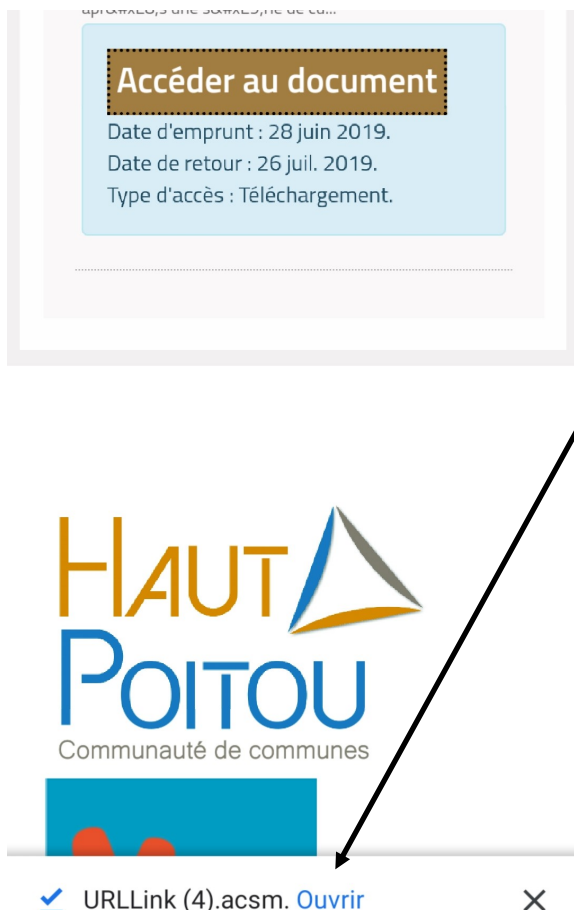 Accéder au document
Date d'emprunt : 28 juin 2019.
Date de retour : 26 juil. 2019.
Type d'accès : Téléchargement.
HAUT
POITOU
Communauté de communes
URLLink (4).acsm. Ouvrir